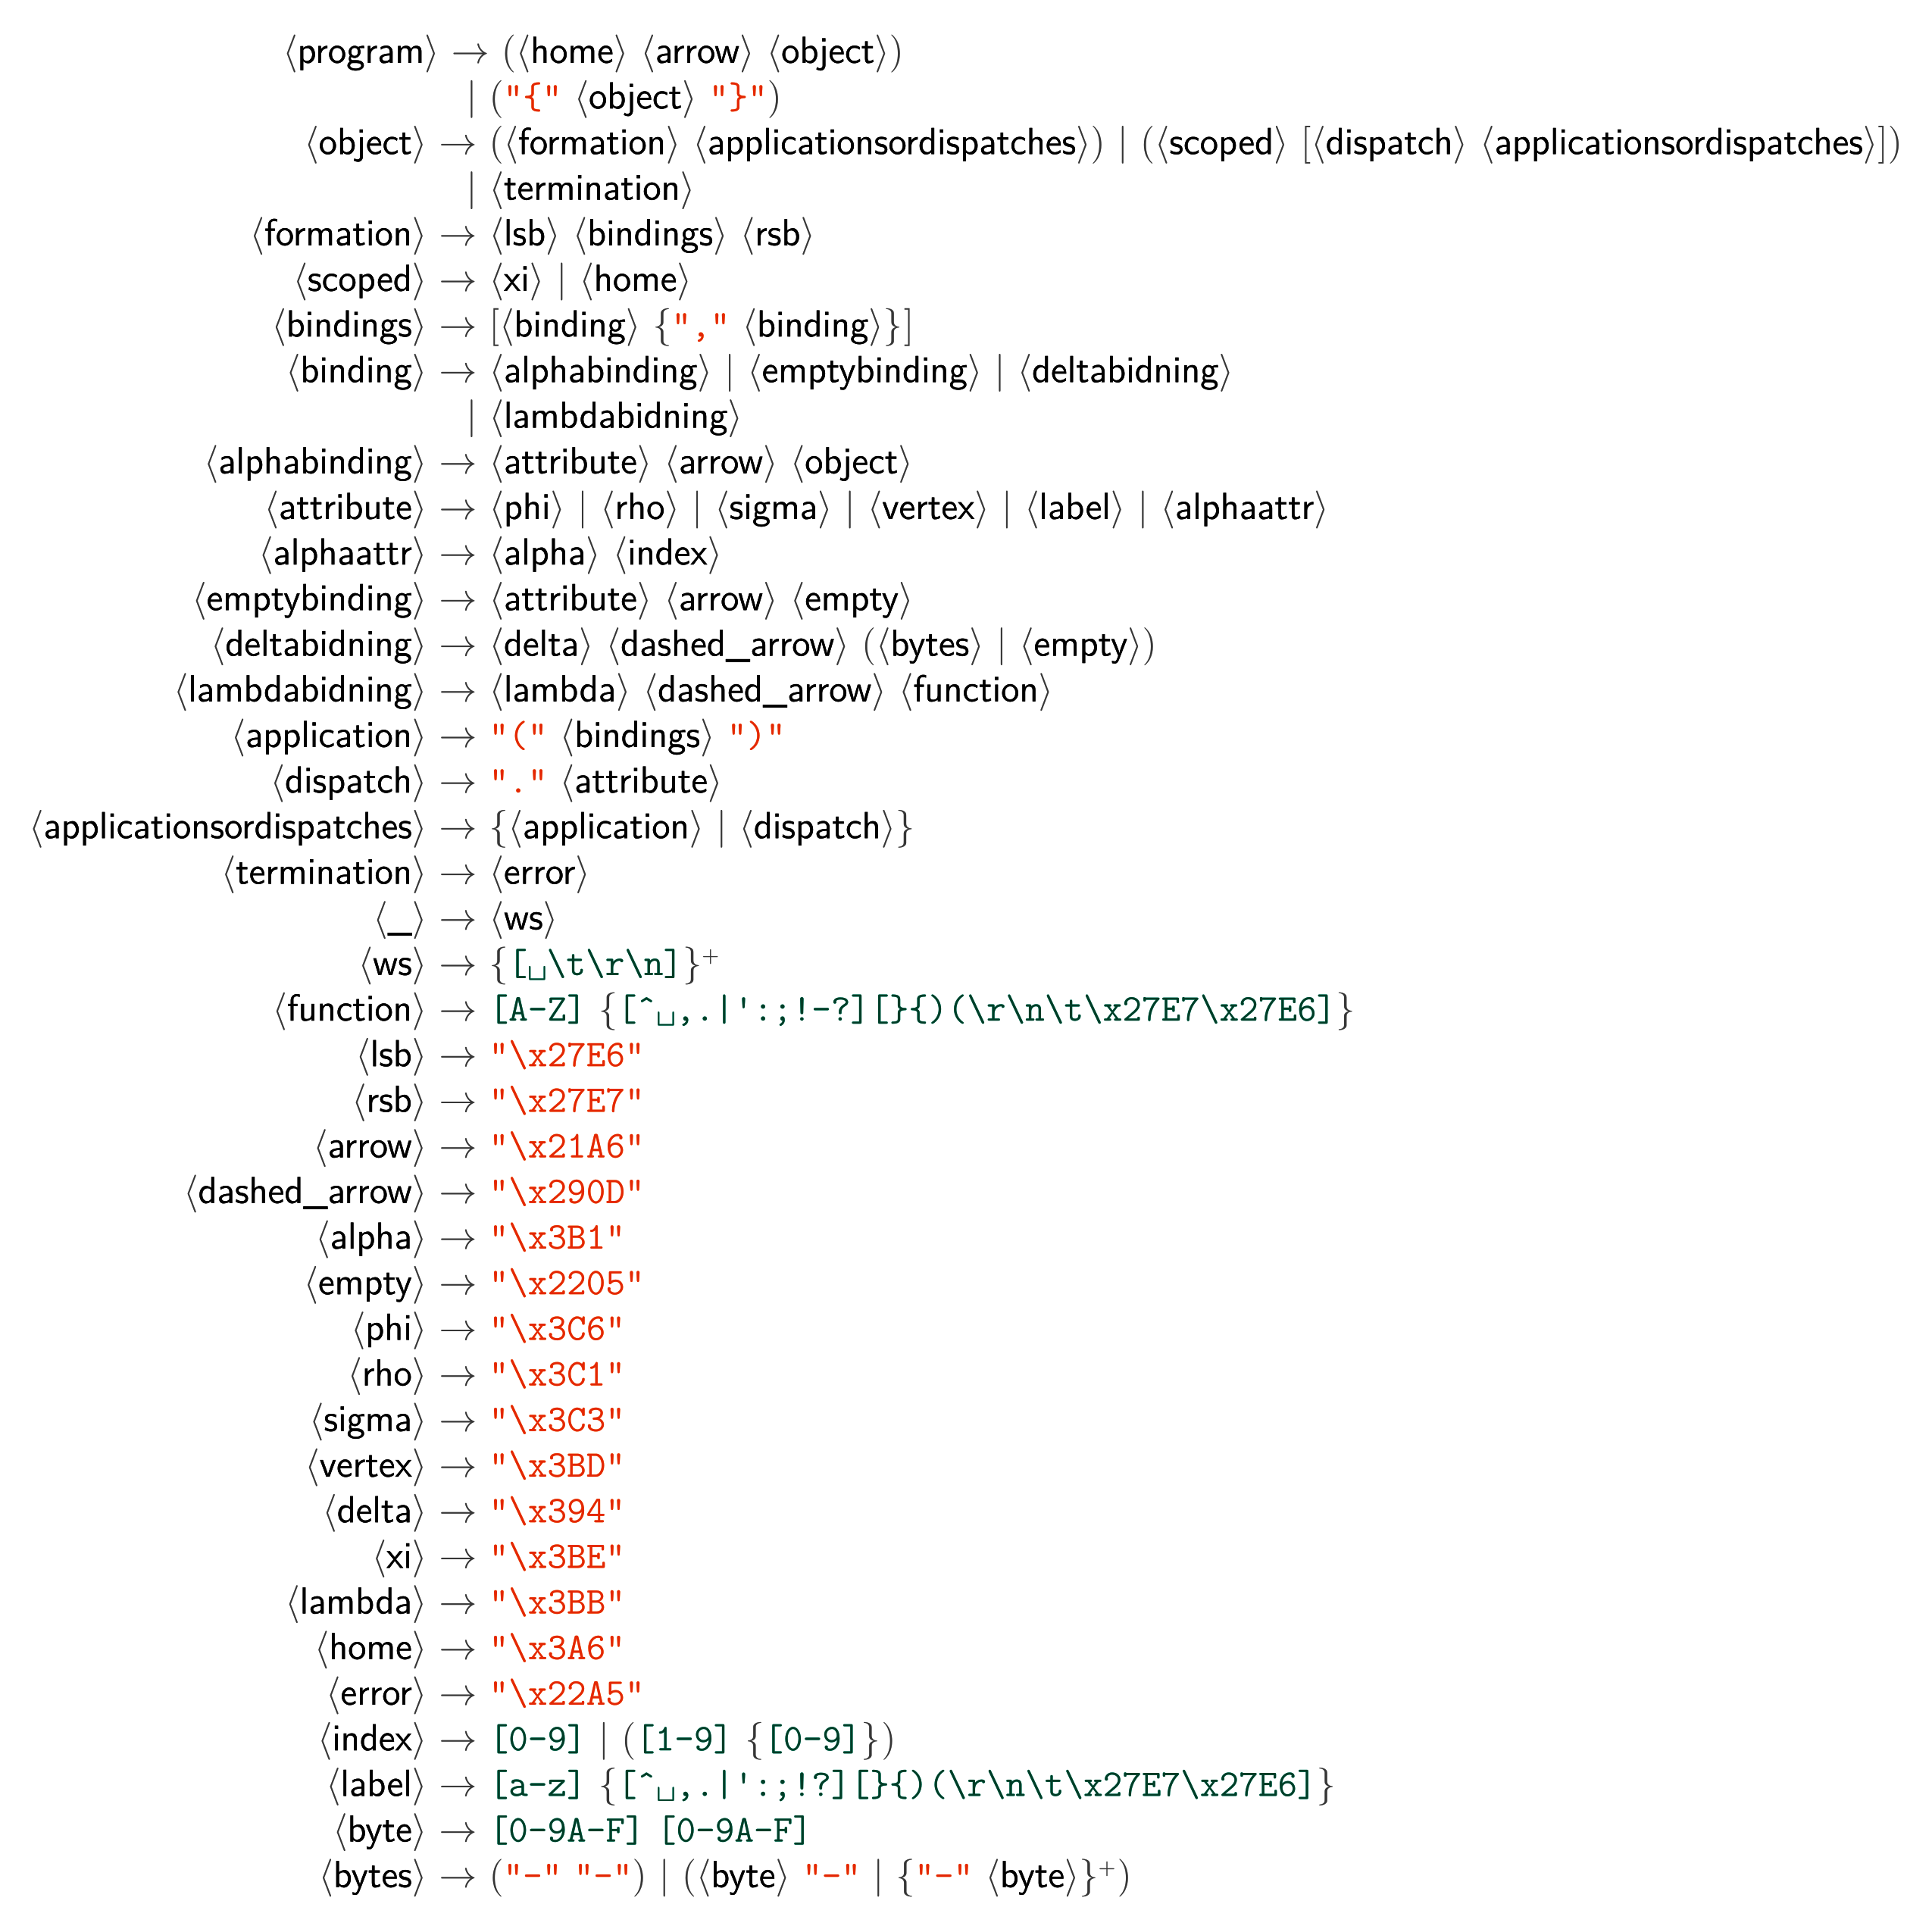 ⟨program⟩ → (⟨home⟩ ⟨arrow⟩ ⟨object⟩)
| ("{" ⟨object⟩ "}")
⟨object⟩ → (⟨formation⟩ ⟨applicationsordispatches⟩) | (⟨scoped⟩ [⟨dispatch⟩ ⟨applicationsordispatches⟩])
| ⟨termination⟩
⟨formation⟩ → ⟨lsb⟩ ⟨bindings⟩ ⟨rsb⟩
⟨scoped⟩ → ⟨xi⟩ | ⟨home⟩
⟨bindings⟩ → [⟨binding⟩ {"," ⟨binding⟩}]
⟨binding⟩ → ⟨alphabinding⟩ | ⟨emptybinding⟩ | ⟨deltabidning⟩
| ⟨lambdabidning⟩
⟨alphabinding⟩ → ⟨attribute⟩ ⟨arrow⟩ ⟨object⟩
⟨attribute⟩ → ⟨phi⟩ | ⟨rho⟩ | ⟨sigma⟩ | ⟨vertex⟩ | ⟨label⟩ | ⟨alphaattr⟩
⟨alphaattr⟩ → ⟨alpha⟩ ⟨index⟩
⟨emptybinding⟩ → ⟨attribute⟩ ⟨arrow⟩ ⟨empty⟩
⟨deltabidning⟩ → ⟨delta⟩ ⟨dashed_arrow⟩ (⟨bytes⟩ | ⟨empty⟩)
⟨lambdabidning⟩ → ⟨lambda⟩ ⟨dashed_arrow⟩ ⟨function⟩
⟨application⟩ → "(" ⟨bindings⟩ ")"
⟨dispatch⟩ → "." ⟨attribute⟩
⟨applicationsordispatches⟩ → {⟨application⟩ | ⟨dispatch⟩}
⟨termination⟩ → ⟨error⟩
⟨_⟩ → ⟨ws⟩
⟨ws⟩ → {[␣\t\r\n]}⁺
⟨function⟩ → [A-Z] {[^␣,.|':;!-?][}{)(\r\n\t\x27E7\x27E6]}
⟨lsb⟩ → "\x27E6"
⟨rsb⟩ → "\x27E7"
⟨arrow⟩ → "\x21A6"
⟨dashed_arrow⟩ → "\x290D"
⟨alpha⟩ → "\x3B1"
⟨empty⟩ → "\x2205"
⟨phi⟩ → "\x3C6"
⟨rho⟩ → "\x3C1"
⟨sigma⟩ → "\x3C3"
⟨vertex⟩ → "\x3BD"
⟨delta⟩ → "\x394"
⟨xi⟩ → "\x3BE"
⟨lambda⟩ → "\x3BB"
⟨home⟩ → "\x3A6"
⟨error⟩ → "\x22A5"
⟨index⟩ → [0-9] | ([1-9] {[0-9]})
⟨label⟩ → [a-z] {[^␣,.|':;!?][}{)(\r\n\t\x27E7\x27E6]}
⟨byte⟩ → [0-9A-F] [0-9A-F]
⟨bytes⟩ → ("-" "-") | (⟨byte⟩ "-" | {"-" ⟨byte⟩}⁺)